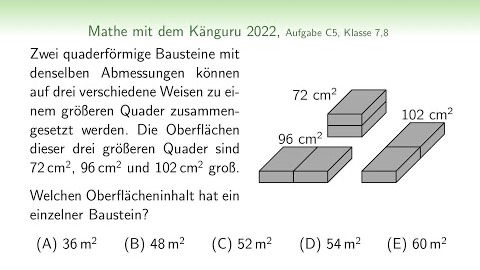 Mathe mit dem Känguru 2022, Aufgabe C5, Klasse 7,8
Zwei quaderförmige Bausteine mit
denselben Abmessungen können
auf drei verschiedene Weisen zu ei-
nem größeren Quader zusammen-
gesetzt werden. Die Oberflächen
dieser drei größeren Quader sind
72 cm², 96 cm² und 102 cm² groß.
Welchen Oberflächeninhalt hat ein
einzelner Baustein?
72 cm²
102 cm²
96 cm²
(A) 36 m² (B) 48 m² (C) 52 m² (D) 54 m² (E) 60 m²